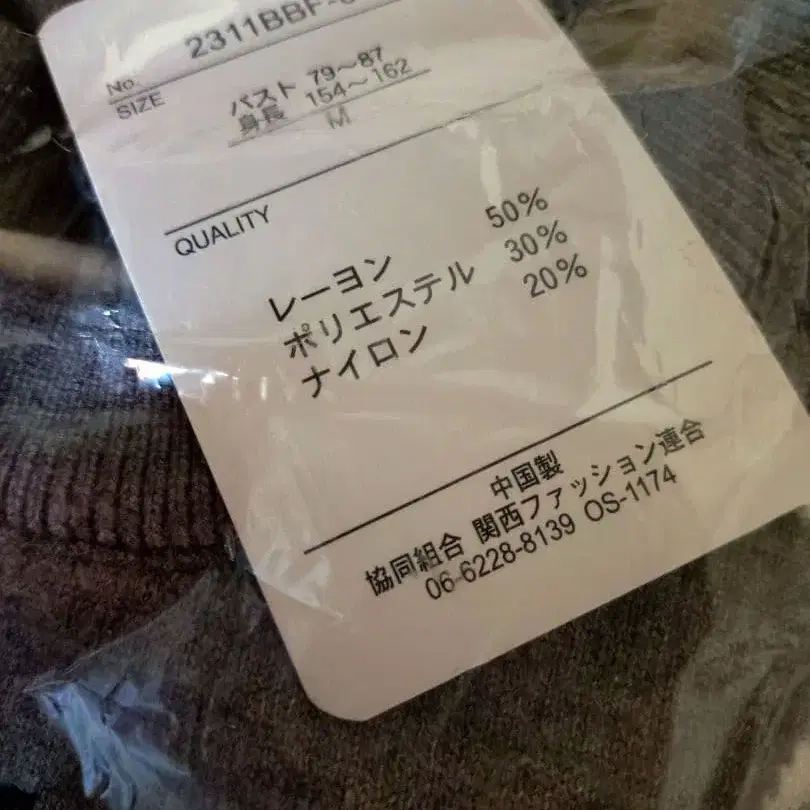 No. 2311BBF-
SIZE バスト 79〜87
身長 154〜162
M
QUALITY
レーヨン 50%
ポリエステル 30%
ナイロン 20%
中国製
協同組合 関西ファッション連合
06-6228-8139 OS-1174